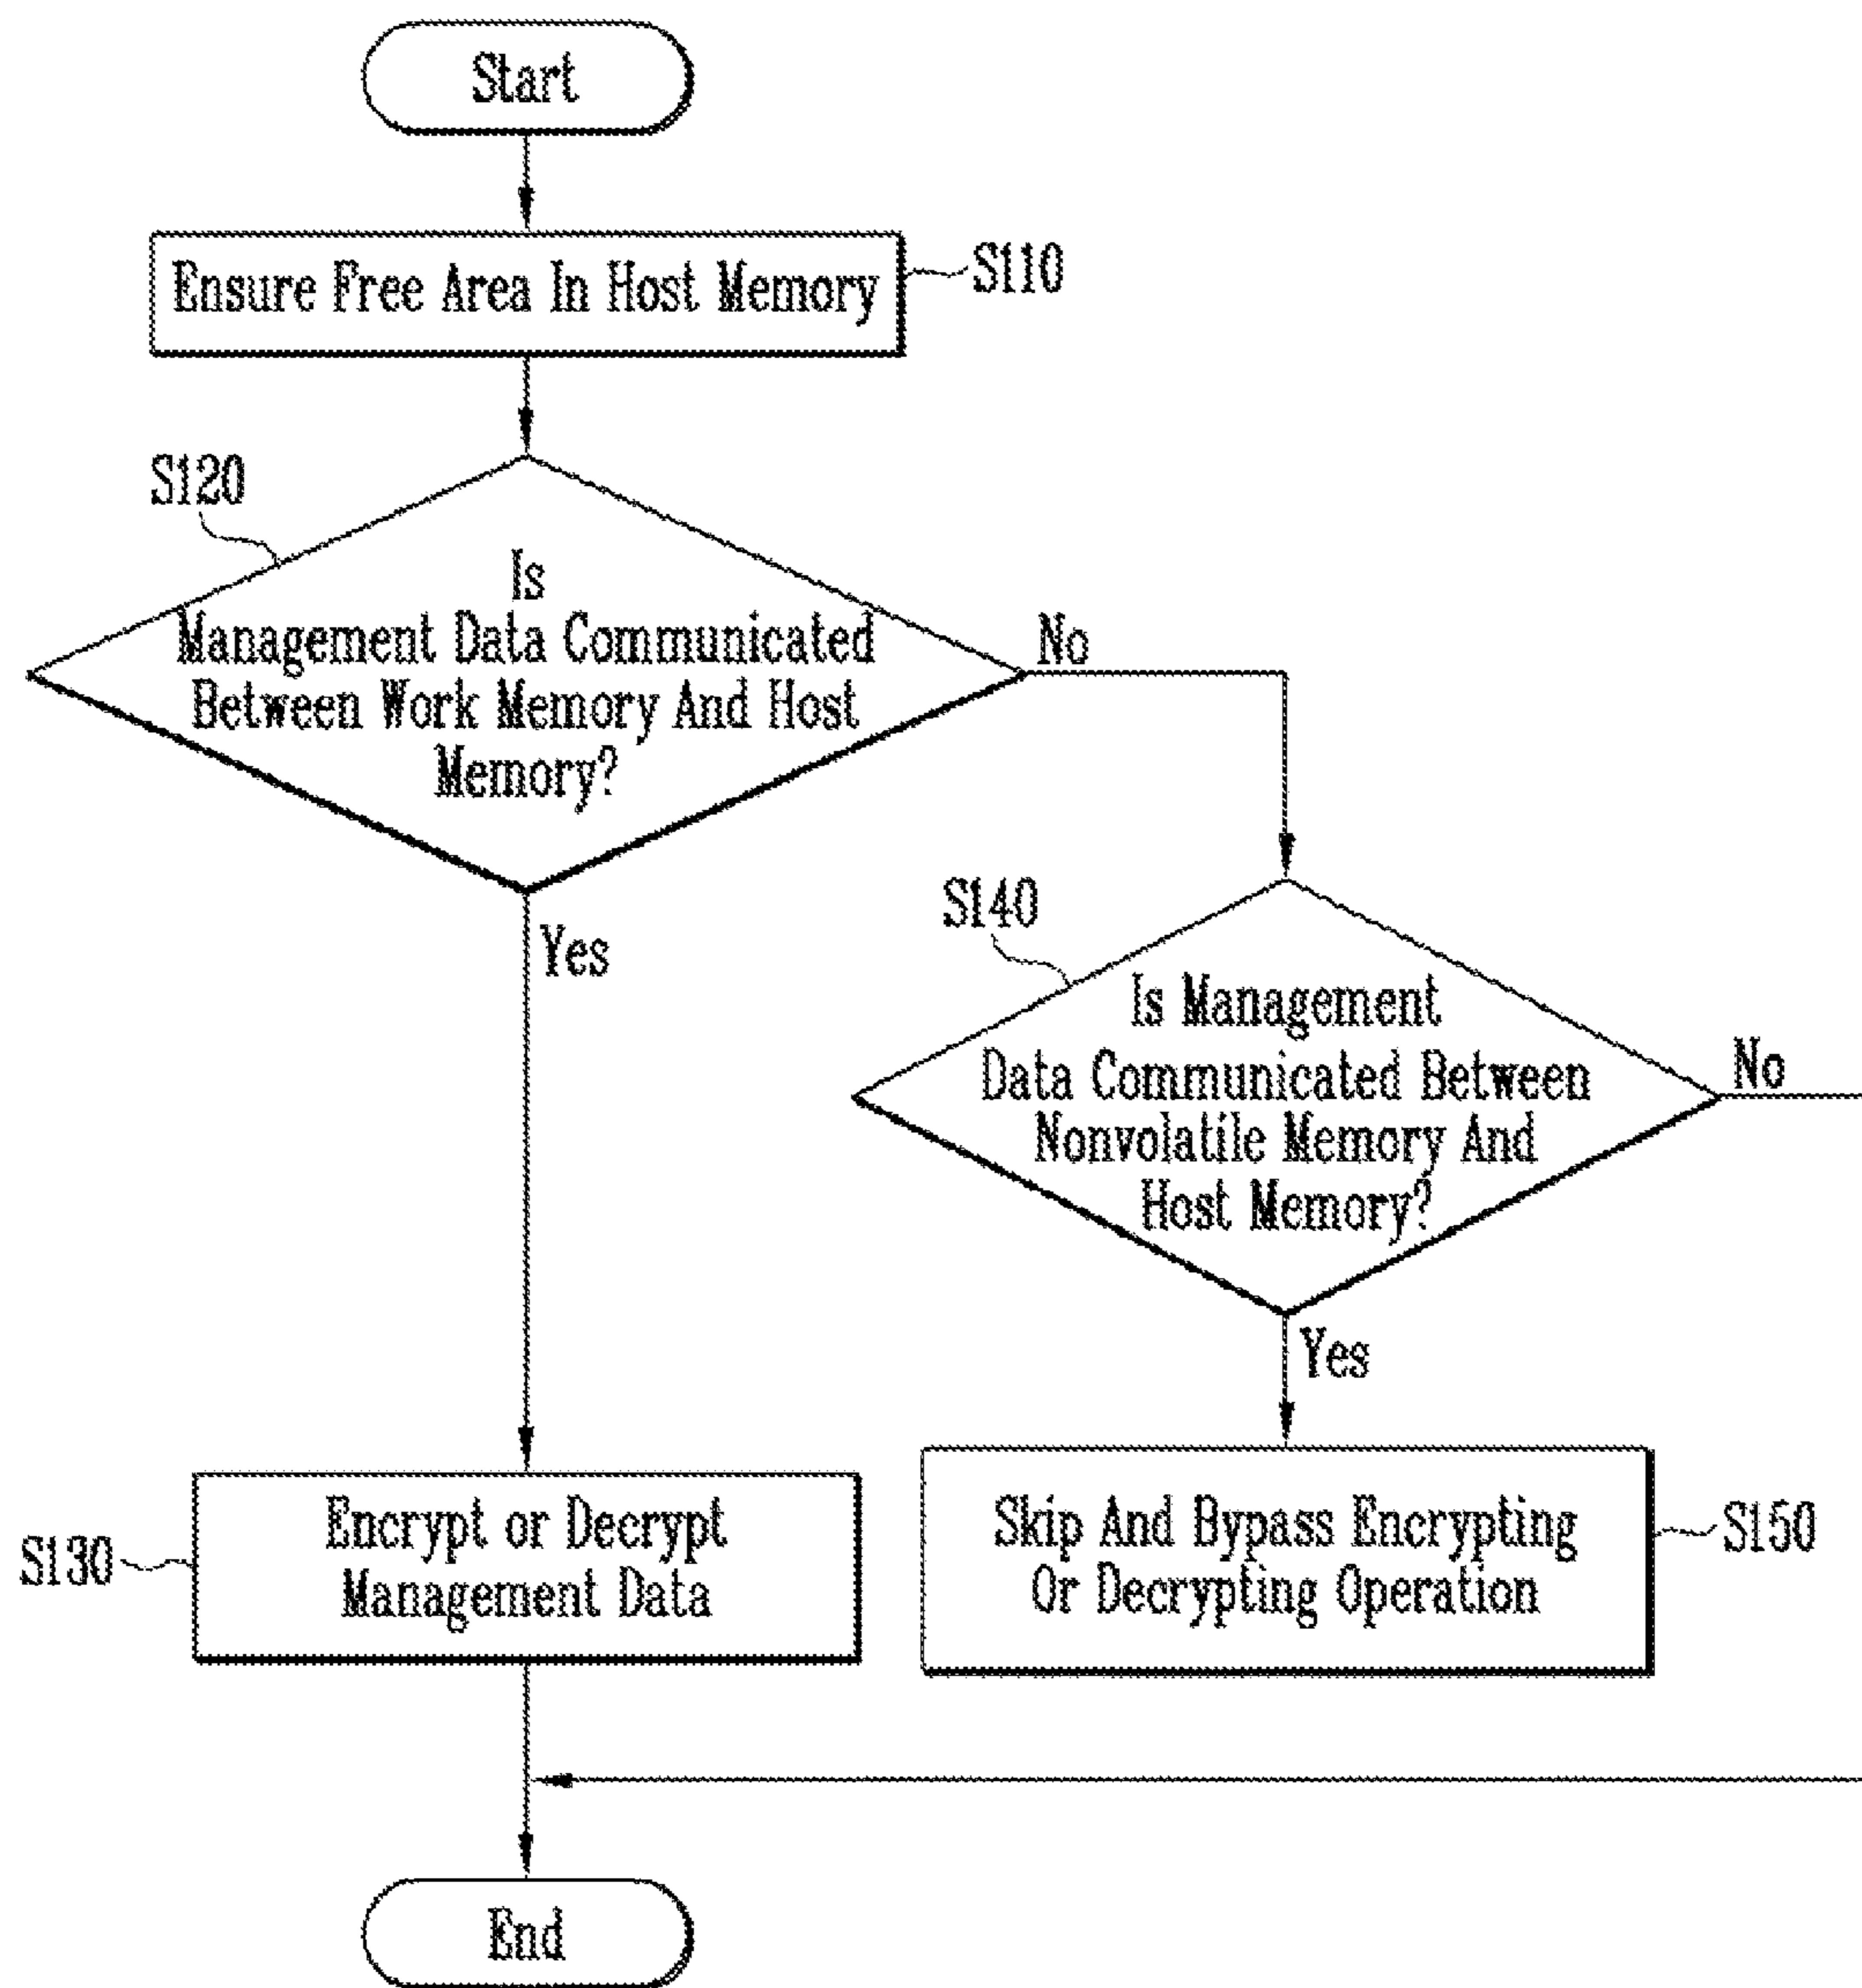 Start
Ensure Free Area In Host Memory
S110
S120
Is
Management Data Communicated
Between Work Memory And Host
Memory?
No
Yes
S140
Is Management
Data Communicated Between
Nonvolatile Memory And
Host Memory?
No
Yes
S130
Encrypt or Decrypt
Management Data
Skip And Bypass Encrypting
Or Decrypting Operation
S150
End